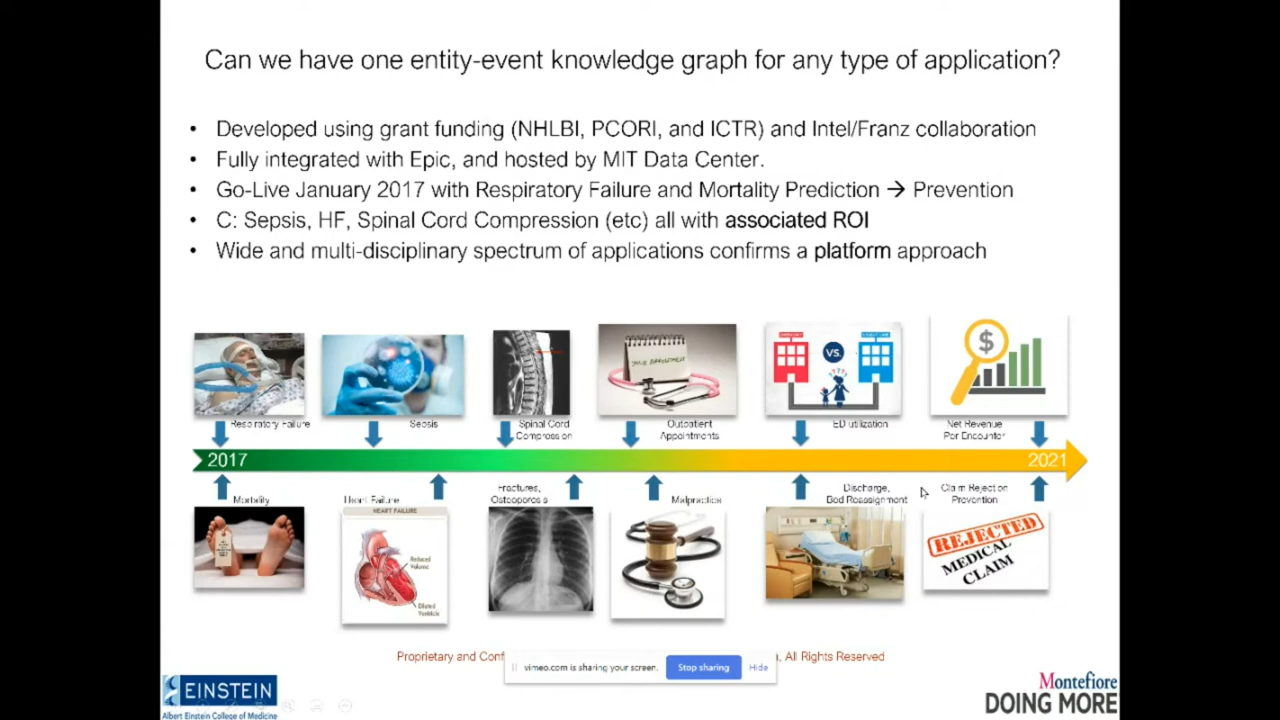 Can we have one entity-event knowledge graph for any type of application?
• Developed using grant funding (NHLBI, PCORI, and ICTR) and Intel/Franz collaboration
• Fully integrated with Epic, and hosted by MIT Data Center.
• Go-Live January 2017 with Respiratory Failure and Mortality Prediction → Prevention
• C: Sepsis, HF, Spinal Cord Compression (etc) all with associated ROI
• Wide and multi-disciplinary spectrum of applications confirms a platform approach
VS.
$
Respiratory Failure
Sepsis
Spinal Cord
Compression
Outpatient
Appointments
ED utilization
Net Revenue
Per Encounter
2017
2021
Mortality
Heart Failure
Fractures,
Osteoporosis
Malpractice
Discharge,
Bed Reassignment
Claim Rejection
Prevention
HEART FAILURE
Reduced
Volume
Dilated
Ventricle
REJECTED
MEDICAL
CLAIM
Proprietary and Conf
, All Rights Reserved
vimeo.com is sharing your screen.
Stop sharing
Hide
EINSTEIN
Albert Einstein College of Medicine
Montefiore
DOING MORE